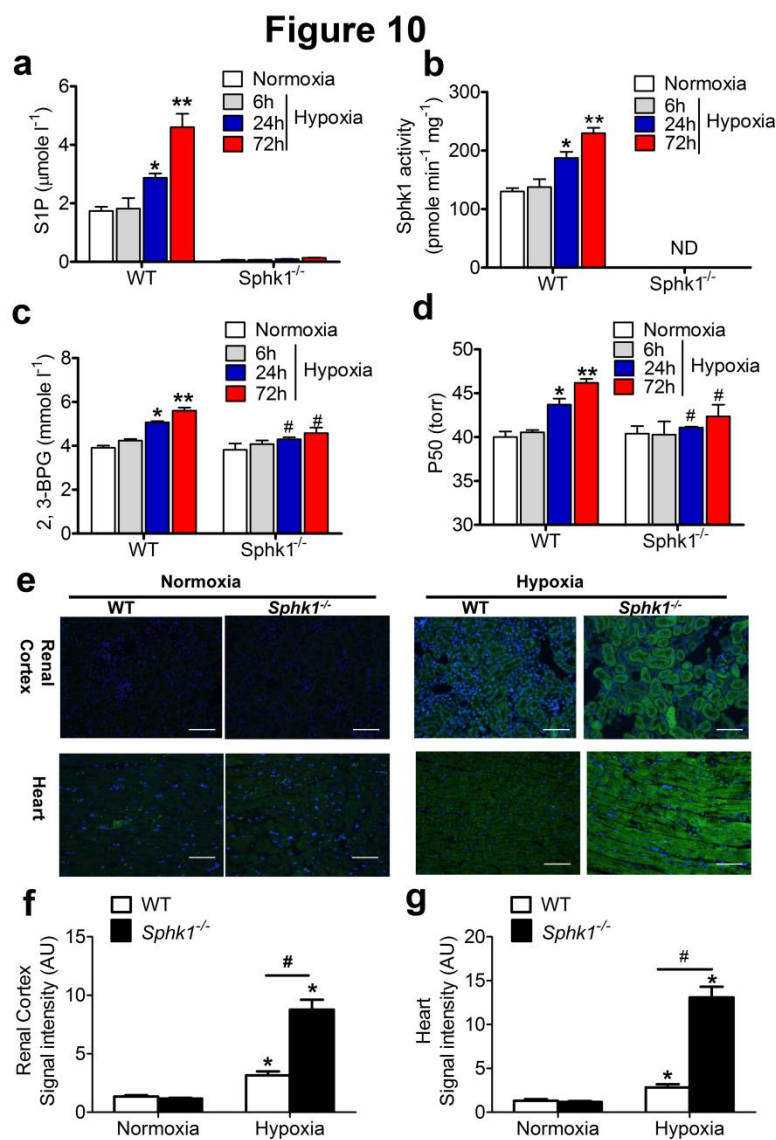 Figure 10
a
S1P (μmole l⁻¹)
6
4
2
0
Normoxia
6h
24h
72h
Hypoxia
*
**
WT
Sphk1⁻/⁻
b
Sphk1 activity
(pmole min⁻¹ mg⁻¹)
300
200
100
0
Normoxia
6h
24h
72h
Hypoxia
*
**
ND
WT
Sphk1⁻/⁻
c
2, 3-BPG (mmole l⁻¹)
8
6
4
2
0
Normoxia
6h
24h
72h
Hypoxia
*
**
#
#
WT
Sphk1⁻/⁻
d
P50 (torr)
50
45
40
35
30
Normoxia
6h
24h
72h
Hypoxia
*
**
#
#
WT
Sphk1⁻/⁻
e
Normoxia
Hypoxia
WT
Sphk1⁻/⁻
WT
Sphk1⁻/⁻
Renal
Cortex
Heart
f
WT
Sphk1⁻/⁻
Renal Cortex
Signal intensity (AU)
15
10
5
0
#
*
*
Normoxia
Hypoxia
g
WT
Sphk1⁻/⁻
Heart
Signal intensity (AU)
20
15
10
5
0
#
*
*
Normoxia
Hypoxia